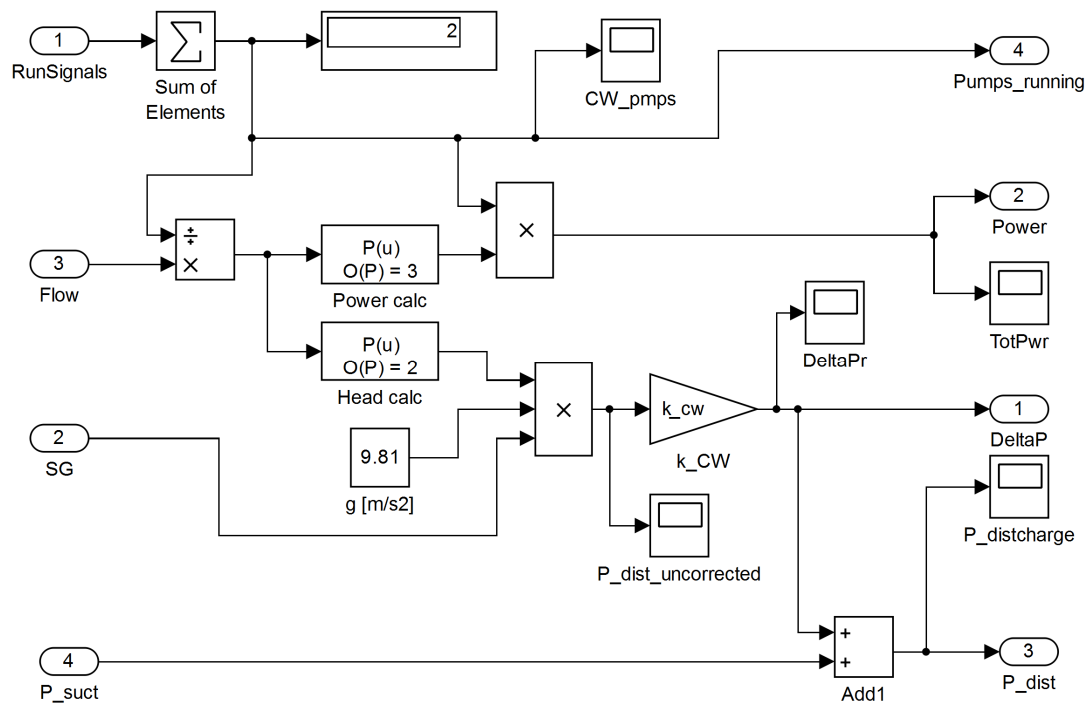 1
RunSignals
Sum of
Elements
2
CW_pmps
4
Pumps_running
÷
×
3
Flow
P(u)
O(P) = 3
Power calc
×
2
Power
TotPwr
P(u)
O(P) = 2
Head calc
DeltaPr
2
SG
9.81
g [m/s2]
×
k_cw
k_CW
1
DeltaP
P_distcharge
P_dist_uncorrected
4
P_suct
+
+
Add1
3
P_dist